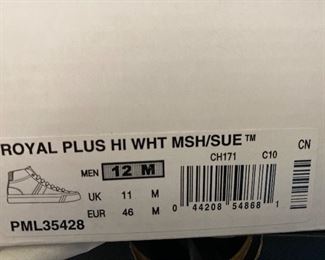 ROYAL PLUS HI WHT MSH/SUE™
CN
MEN 12 M
CH171 C10
UK 11 M
EUR 46 M
0 44208 54868 1
PML35428